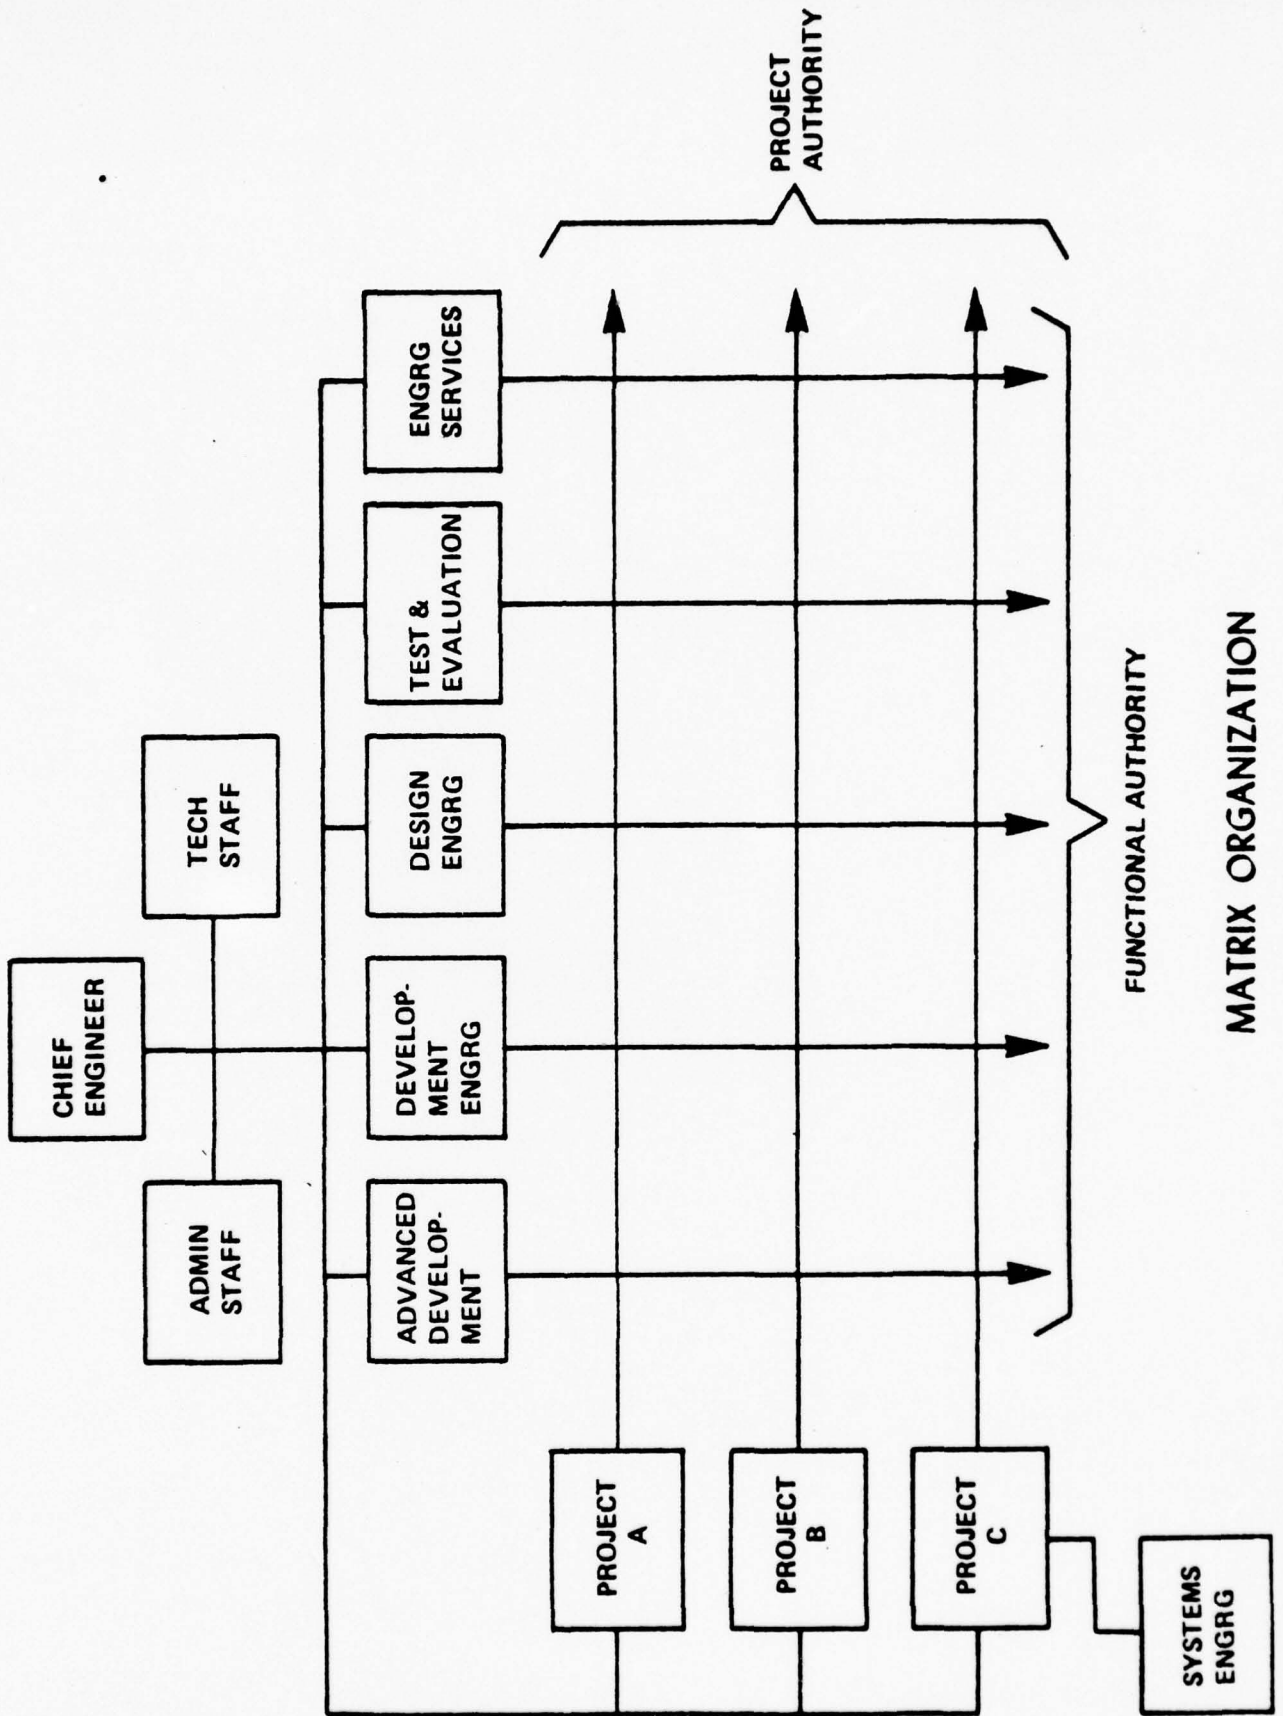 CHIEF
ENGINEER
ADMIN
STAFF
TECH
STAFF
ADVANCED
DEVELOP-
MENT
DEVELOP-
MENT
ENGRG
DESIGN
ENGRG
TEST &
EVALUATION
ENGRG
SERVICES
PROJECT
A
PROJECT
B
PROJECT
C
SYSTEMS
ENGRG
PROJECT
AUTHORITY
FUNCTIONAL AUTHORITY
MATRIX ORGANIZATION